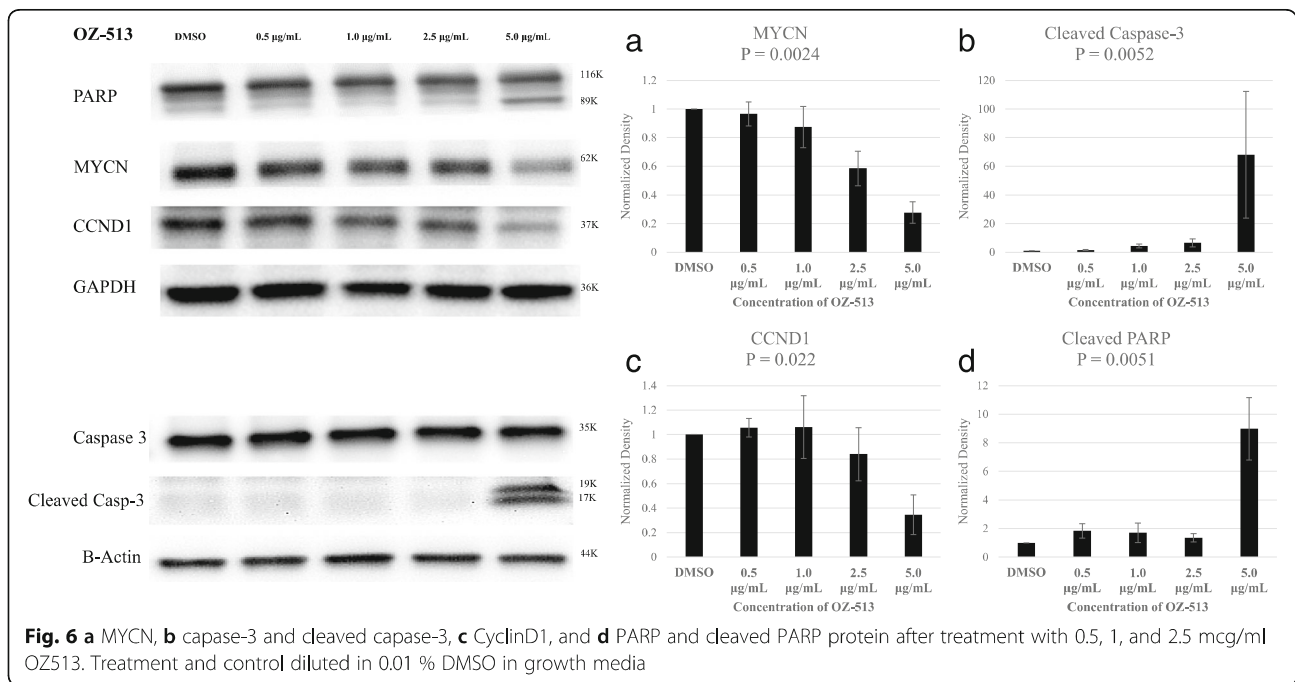 OZ-513
DMSO 0.5 µg/mL 1.0 µg/mL 2.5 µg/mL 5.0 µg/mL
PARP
116K
89K
MYCN
62K
CCND1
37K
GAPDH
36K
Caspase 3
35K
Cleaved Casp-3
19K
17K
B-Actin
44K
a
MYCN
P = 0.0024
Normalized Density
1.2
1
0.8
0.6
0.4
0.2
0
DMSO 0.5 1.0 2.5 5.0
µg/mL µg/mL µg/mL µg/mL
Concentration of OZ-513
b
Cleaved Caspase-3
P = 0.0052
Normalized Density
120
100
80
60
40
20
0
DMSO 0.5 1.0 2.5 5.0
µg/mL µg/mL µg/mL µg/mL
Concentration of OZ-513
c
CCND1
P = 0.022
Normalized Density
1.4
1.2
1
0.8
0.6
0.4
0.2
0
DMSO 0.5 1.0 2.5 5.0
µg/mL µg/mL µg/mL µg/mL
Concentration of OZ-513
d
Cleaved PARP
P = 0.0051
Normalized Density
12
10
8
6
4
2
0
DMSO 0.5 1.0 2.5 5.0
µg/mL µg/mL µg/mL µg/mL
Concentration of OZ-513
Fig. 6 a MYCN, b capase-3 and cleaved capase-3, c CyclinD1, and d PARP and cleaved PARP protein after treatment with 0.5, 1, and 2.5 mcg/ml
OZ513. Treatment and control diluted in 0.01 % DMSO in growth media